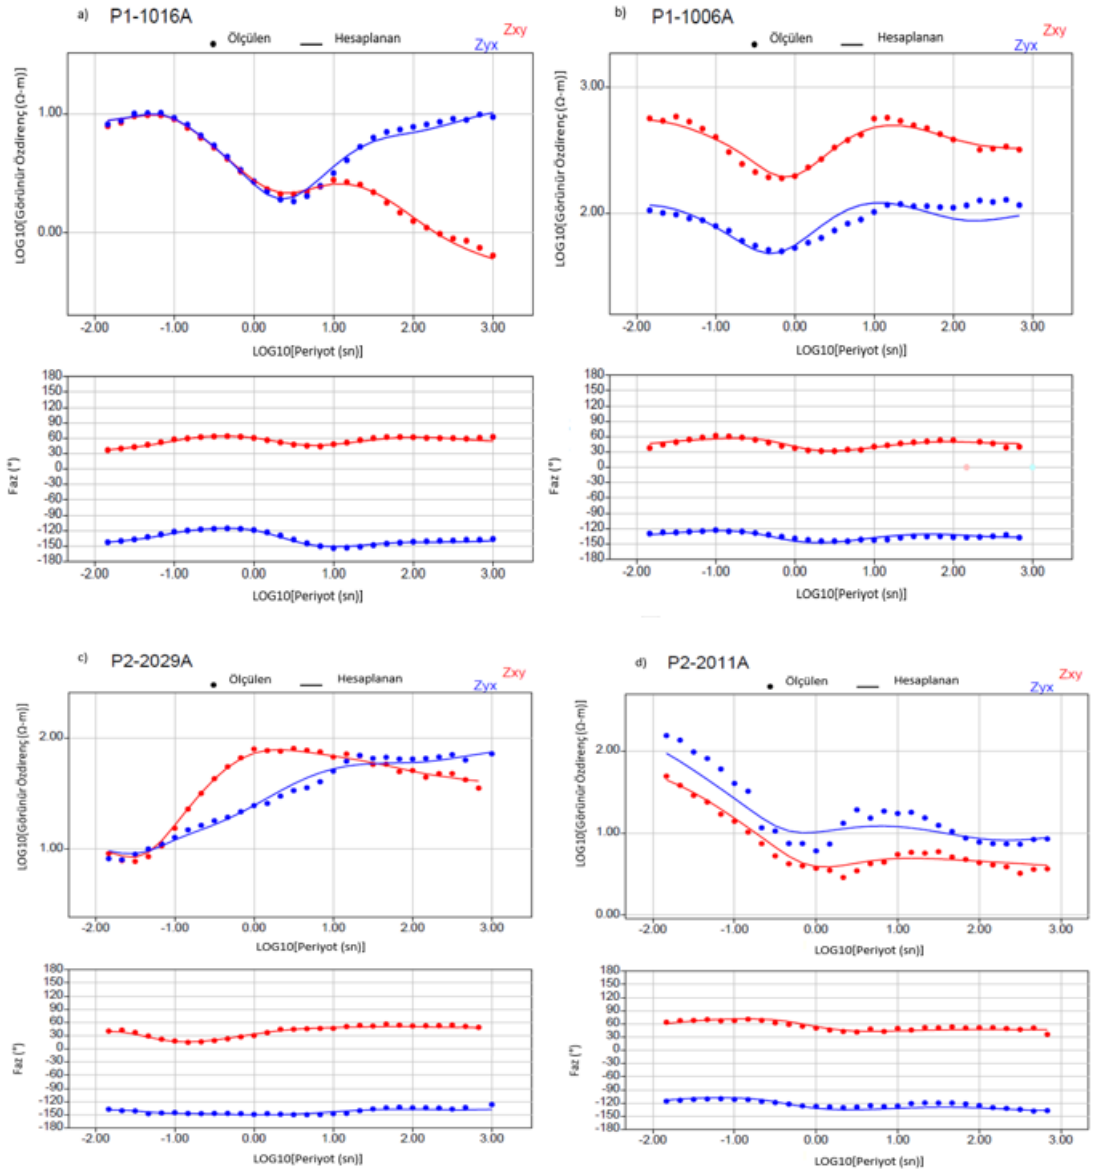 a) P1-1016A
Ölçülen Hesaplanan
Zxy
Zyx
LOG10[Görünür Özdirenç (Ω-m)]
1.00
0.00
-2.00 -1.00 0.00 1.00 2.00 3.00
LOG10[Periyot (sn)]
Faz (°)
180
150
120
90
60
30
0
-30
-60
-90
-120
-150
-180
-2.00 -1.00 0.00 1.00 2.00 3.00
LOG10[Periyot (sn)]
b) P1-1006A
Ölçülen Hesaplanan
Zxy
Zyx
LOG10[Görünür Özdirenç (Ω-m)]
3.00
2.00
-2.00 -1.00 0.00 1.00 2.00 3.00
LOG10[Periyot (sn)]
Faz (°)
180
150
120
90
60
30
0
-30
-60
-90
-120
-150
-180
-2.00 -1.00 0.00 1.00 2.00 3.00
LOG10[Periyot (sn)]
c) P2-2029A
Ölçülen Hesaplanan
Zxy
Zyx
LOG10[Görünür Özdirenç (Ω-m)]
2.00
1.00
-2.00 -1.00 0.00 1.00 2.00 3.00
LOG10[Periyot (sn)]
Faz (°)
180
150
120
90
60
30
0
-30
-60
-90
-120
-150
-180
-2.00 -1.00 0.00 1.00 2.00 3.00
LOG10[Periyot (sn)]
d) P2-2011A
Ölçülen Hesaplanan
Zxy
Zyx
LOG10[Görünür Özdirenç (Ω-m)]
2.00
1.00
0.00
-2.00 -1.00 0.00 1.00 2.00 3.00
LOG10[Periyot (sn)]
Faz (°)
180
150
120
90
60
30
0
-30
-60
-90
-120
-150
-180
-2.00 -1.00 0.00 1.00 2.00 3.00
LOG10[Periyot (sn)]